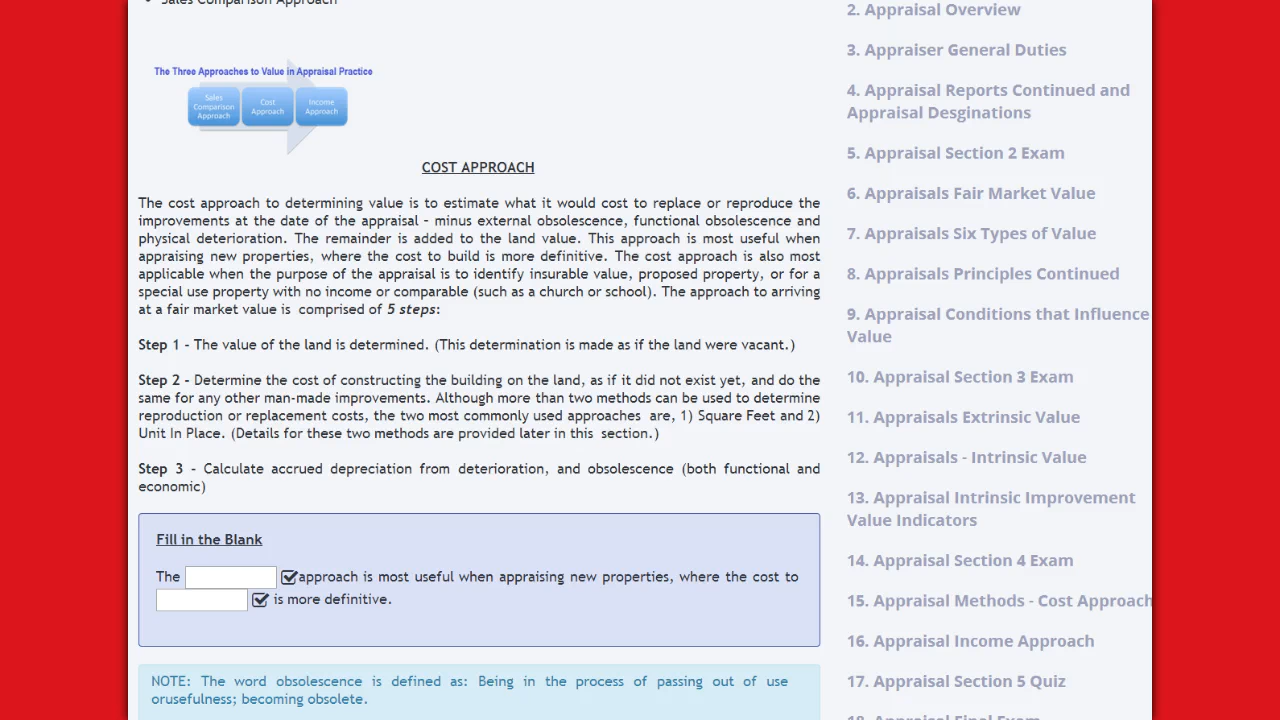 Sales Comparison Approach
The Three Approaches to Value in Appraisal Practice
Sales Comparison Approach
Cost Approach
Income Approach
COST APPROACH
The cost approach to determining value is to estimate what it would cost to replace or reproduce the
improvements at the date of the appraisal – minus external obsolescence, functional obsolescence and
physical deterioration. The remainder is added to the land value. This approach is most useful when
appraising new properties, where the cost to build is more definitive. The cost approach is also most
applicable when the purpose of the appraisal is to identify insurable value, proposed property, or for a
special use property with no income or comparable (such as a church or school). The approach to arriving
at a fair market value is comprised of 5 steps:
Step 1 – The value of the land is determined. (This determination is made as if the land were vacant.)
Step 2 - Determine the cost of constructing the building on the land, as if it did not exist yet, and do the
same for any other man-made improvements. Although more than two methods can be used to determine
reproduction or replacement costs, the two most commonly used approaches are, 1) Square Feet and 2)
Unit In Place. (Details for these two methods are provided later in this section.)
Step 3 – Calculate accrued depreciation from deterioration, and obsolescence (both functional and
economic)
Fill in the Blank
The approach is most useful when appraising new properties, where the cost to
is more definitive.
NOTE: The word obsolescence is defined as: Being in the process of passing out of use
orusefulness; becoming obsolete.
2. Appraisal Overview
3. Appraiser General Duties
4. Appraisal Reports Continued and
Appraisal Desginations
5. Appraisal Section 2 Exam
6. Appraisals Fair Market Value
7. Appraisals Six Types of Value
8. Appraisals Principles Continued
9. Appraisal Conditions that Influence
Value
10. Appraisal Section 3 Exam
11. Appraisals Extrinsic Value
12. Appraisals - Intrinsic Value
13. Appraisal Intrinsic Improvement
Value Indicators
14. Appraisal Section 4 Exam
15. Appraisal Methods - Cost Approach
16. Appraisal Income Approach
17. Appraisal Section 5 Quiz
18. Appraisal Final Exam